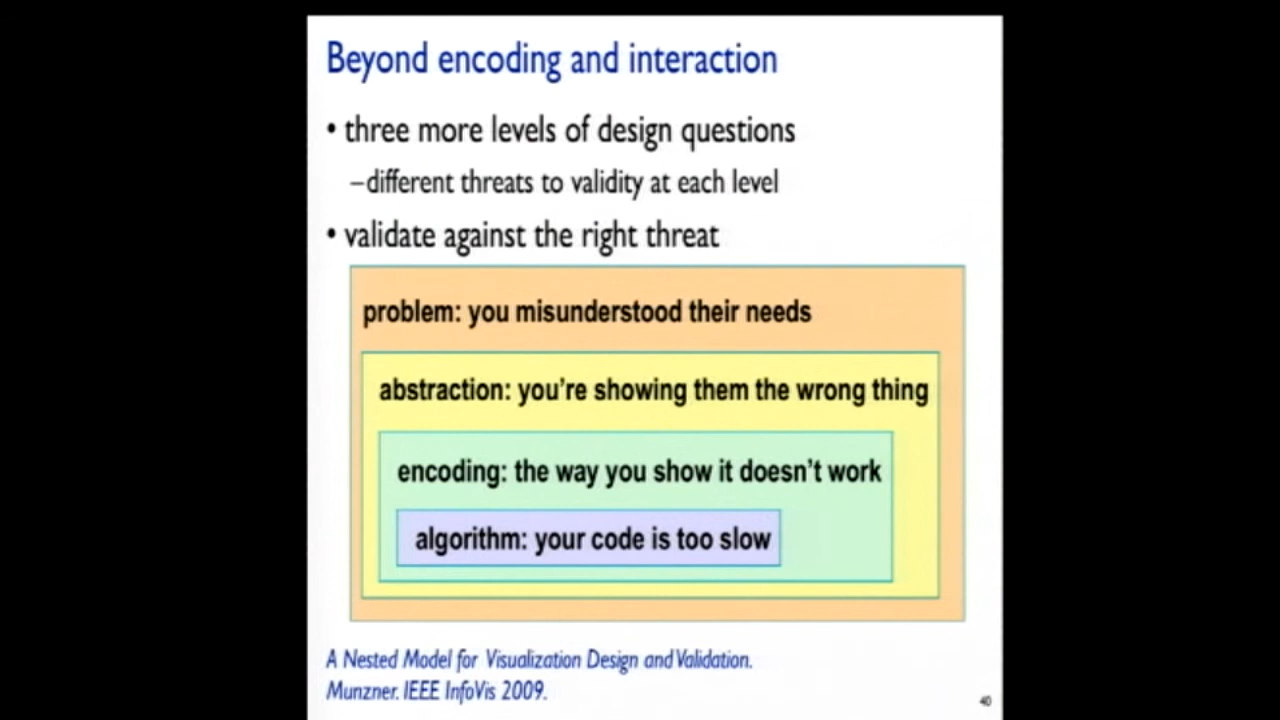 Beyond encoding and interaction
• three more levels of design questions
–different threats to validity at each level
• validate against the right threat
problem: you misunderstood their needs
abstraction: you're showing them the wrong thing
encoding: the way you show it doesn't work
algorithm: your code is too slow
A Nested Model for Visualization Design and Validation.
Munzner. IEEE InfoVis 2009.
40